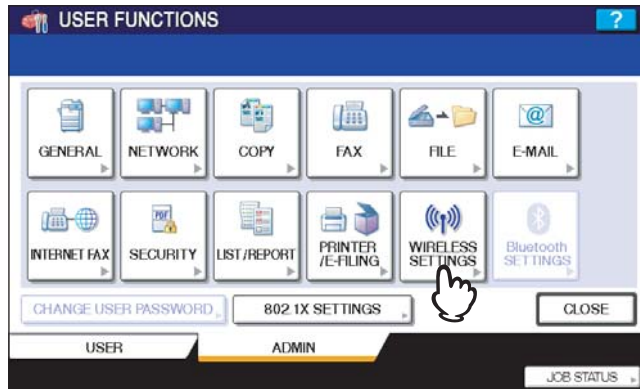 USER FUNCTIONS
?
GENERAL
NETWORK
COPY
FAX
FILE
E-MAIL
@
PDF
INTERNET FAX
SECURITY
LIST/REPORT
PRINTER
/E-FILING
WIRELESS
SETTINGS
Bluetooth
SETTINGS
CHANGE USER PASSWORD
802.1X SETTINGS
CLOSE
USER
ADMIN
JOB STATUS